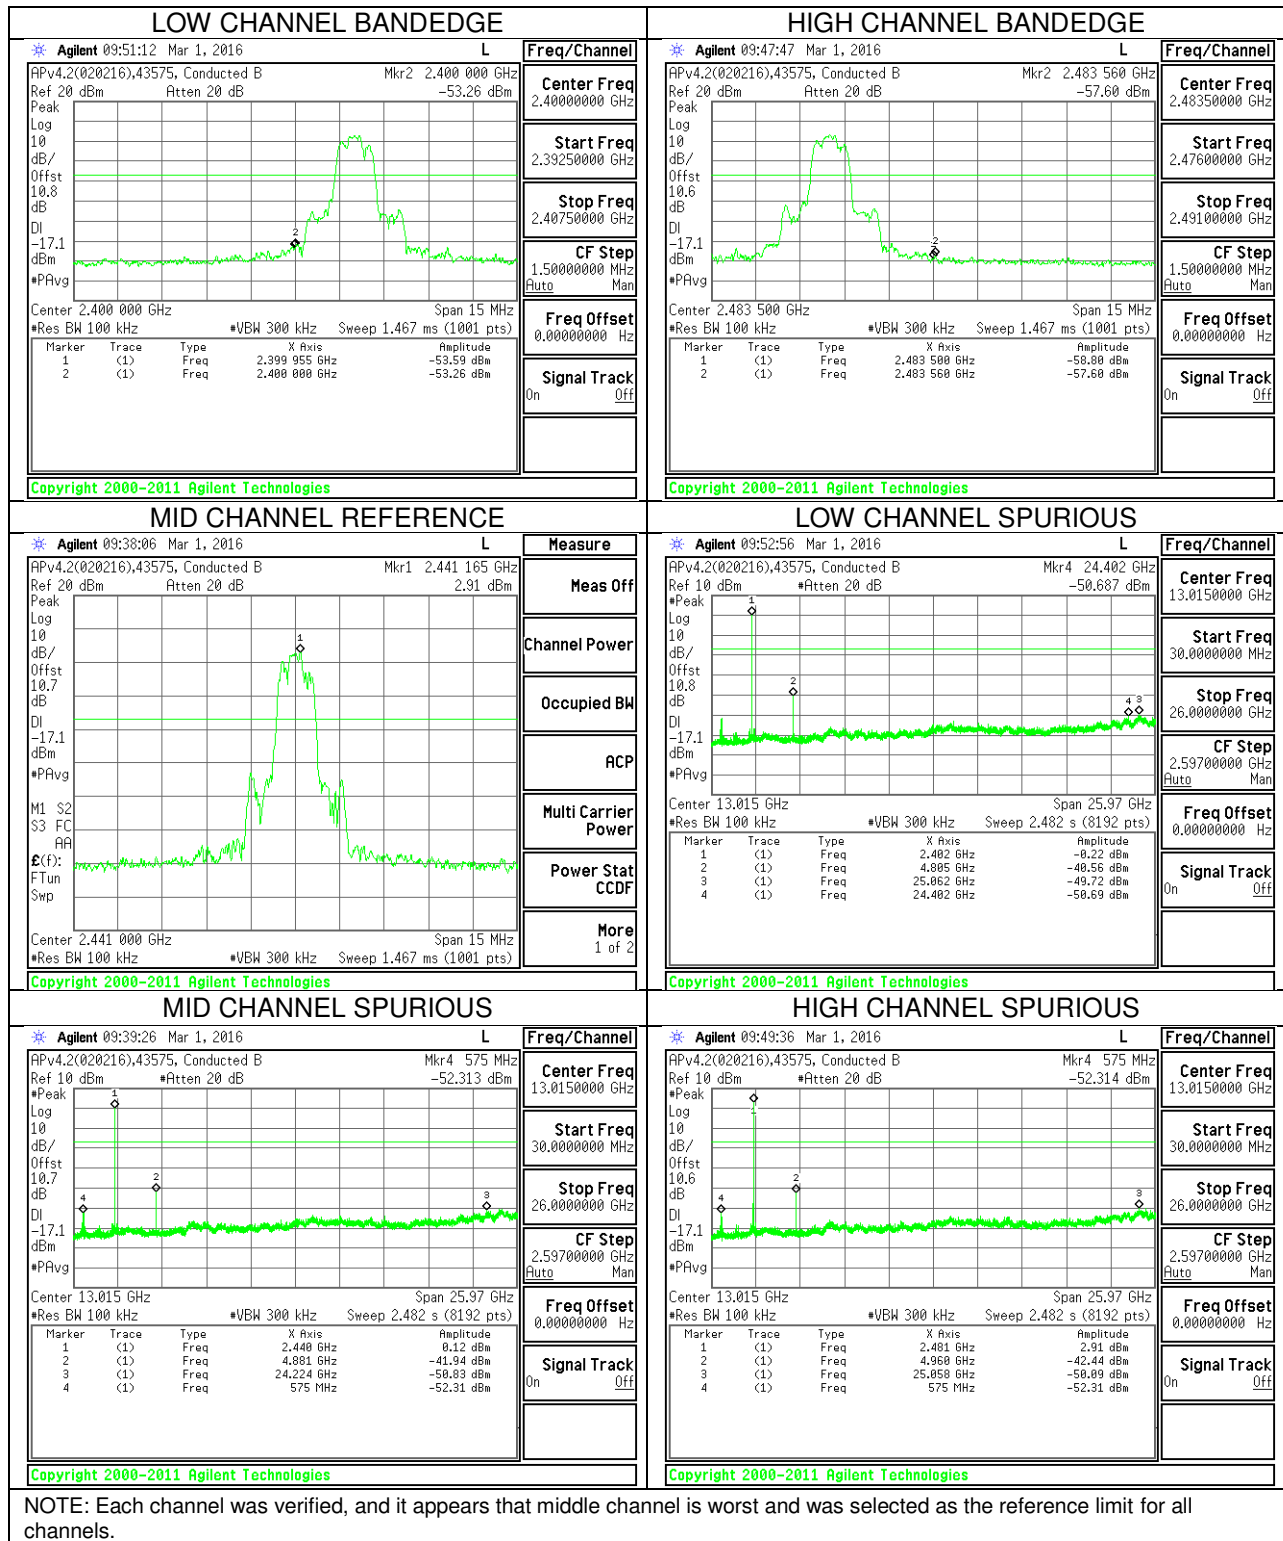 LOW CHANNEL BANDEDGE
Agilent 09:51:12 Mar 1, 2016 L
Freq/Channel
APv4.2(020216),43575, Conducted B Mkr2 2.400 000 GHz
Ref 20 dBm Atten 20 dB -53.26 dBm
Peak
Log
10
dB/
Offst
10.8
dB
DI
-17.1
dBm
#PAvg
2
Center 2.400 000 GHz Span 15 MHz
#Res BW 100 kHz #VBW 300 kHz Sweep 1.467 ms (1001 pts)
Marker Trace Type X Axis Amplitude
1 (1) Freq 2.399 955 GHz -53.59 dBm
2 (1) Freq 2.400 000 GHz -53.26 dBm
Center Freq
2.40000000 GHz
Start Freq
2.39250000 GHz
Stop Freq
2.40750000 GHz
CF Step
1.50000000 MHz
Auto Man
Freq Offset
0.00000000 Hz
Signal Track
On Off
Copyright 2000-2011 Agilent Technologies
HIGH CHANNEL BANDEDGE
Agilent 09:47:47 Mar 1, 2016 L
Freq/Channel
APv4.2(020216),43575, Conducted B Mkr2 2.483 560 GHz
Ref 20 dBm Atten 20 dB -57.60 dBm
Peak
Log
10
dB/
Offst
10.6
dB
DI
-17.1
dBm
#PAvg
2
Center 2.483 500 GHz Span 15 MHz
#Res BW 100 kHz #VBW 300 kHz Sweep 1.467 ms (1001 pts)
Marker Trace Type X Axis Amplitude
1 (1) Freq 2.483 500 GHz -58.80 dBm
2 (1) Freq 2.483 560 GHz -57.60 dBm
Center Freq
2.48350000 GHz
Start Freq
2.47600000 GHz
Stop Freq
2.49100000 GHz
CF Step
1.50000000 MHz
Auto Man
Freq Offset
0.00000000 Hz
Signal Track
On Off
Copyright 2000-2011 Agilent Technologies
MID CHANNEL REFERENCE
Agilent 09:38:06 Mar 1, 2016 L
Measure
APv4.2(020216),43575, Conducted B Mkr1 2.441 165 GHz
Ref 20 dBm Atten 20 dB 2.91 dBm
Peak
Log
10
dB/
Offst
10.7
dB
DI
-17.1
dBm
#PAvg
1
M1 S2
S3 FC
AA
£(f):
FTun
Swp
Center 2.441 000 GHz Span 15 MHz
#Res BW 100 kHz #VBW 300 kHz Sweep 1.467 ms (1001 pts)
Meas Off
Channel Power
Occupied BW
ACP
Multi Carrier
Power
Power Stat
CCDF
More
1 of 2
Copyright 2000-2011 Agilent Technologies
LOW CHANNEL SPURIOUS
Agilent 09:52:56 Mar 1, 2016 L
Freq/Channel
APv4.2(020216),43575, Conducted B Mkr4 24.402 GHz
Ref 10 dBm #Atten 20 dB -50.687 dBm
#Peak
Log
10
dB/
Offst
10.8
dB
DI
-17.1
dBm
#PAvg
1
2
4 3
Center 13.015 GHz Span 25.97 GHz
#Res BW 100 kHz #VBW 300 kHz Sweep 2.482 s (8192 pts)
Marker Trace Type X Axis Amplitude
1 (1) Freq 2.402 GHz -0.22 dBm
2 (1) Freq 4.805 GHz -40.56 dBm
3 (1) Freq 25.062 GHz -49.72 dBm
4 (1) Freq 24.402 GHz -50.69 dBm
Center Freq
13.0150000 GHz
Start Freq
30.0000000 MHz
Stop Freq
26.0000000 GHz
CF Step
2.59700000 GHz
Auto Man
Freq Offset
0.00000000 Hz
Signal Track
On Off
Copyright 2000-2011 Agilent Technologies
MID CHANNEL SPURIOUS
Agilent 09:39:26 Mar 1, 2016 L
Freq/Channel
APv4.2(020216),43575, Conducted B Mkr4 575 MHz
Ref 10 dBm #Atten 20 dB -52.313 dBm
#Peak
Log
10
dB/
Offst
10.7
dB
DI
-17.1
dBm
#PAvg
1
2
3
4
Center 13.015 GHz Span 25.97 GHz
#Res BW 100 kHz #VBW 300 kHz Sweep 2.482 s (8192 pts)
Marker Trace Type X Axis Amplitude
1 (1) Freq 2.440 GHz 0.12 dBm
2 (1) Freq 4.881 GHz -41.94 dBm
3 (1) Freq 24.224 GHz -50.83 dBm
4 (1) Freq 575 MHz -52.31 dBm
Center Freq
13.0150000 GHz
Start Freq
30.0000000 MHz
Stop Freq
26.0000000 GHz
CF Step
2.59700000 GHz
Auto Man
Freq Offset
0.00000000 Hz
Signal Track
On Off
Copyright 2000-2011 Agilent Technologies
HIGH CHANNEL SPURIOUS
Agilent 09:49:36 Mar 1, 2016 L
Freq/Channel
APv4.2(020216),43575, Conducted B Mkr4 575 MHz
Ref 10 dBm #Atten 20 dB -52.314 dBm
#Peak
Log
10
dB/
Offst
10.6
dB
DI
-17.1
dBm
#PAvg
1
2
3
4
Center 13.015 GHz Span 25.97 GHz
#Res BW 100 kHz #VBW 300 kHz Sweep 2.482 s (8192 pts)
Marker Trace Type X Axis Amplitude
1 (1) Freq 2.481 GHz 2.91 dBm
2 (1) Freq 4.960 GHz -42.44 dBm
3 (1) Freq 25.058 GHz -50.09 dBm
4 (1) Freq 575 MHz -52.31 dBm
Center Freq
13.0150000 GHz
Start Freq
30.0000000 MHz
Stop Freq
26.0000000 GHz
CF Step
2.59700000 GHz
Auto Man
Freq Offset
0.00000000 Hz
Signal Track
On Off
Copyright 2000-2011 Agilent Technologies
NOTE: Each channel was verified, and it appears that middle channel is worst and was selected as the reference limit for all
channels.